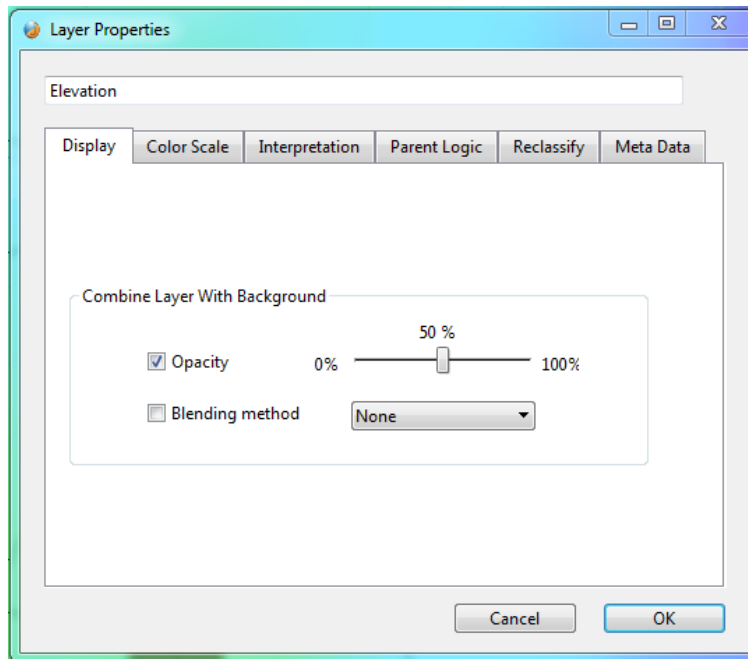 Layer Properties
Elevation
Display Color Scale Interpretation Parent Logic Reclassify Meta Data
Combine Layer With Background
50 %
Opacity 0% 100%
Blending method None
Cancel OK